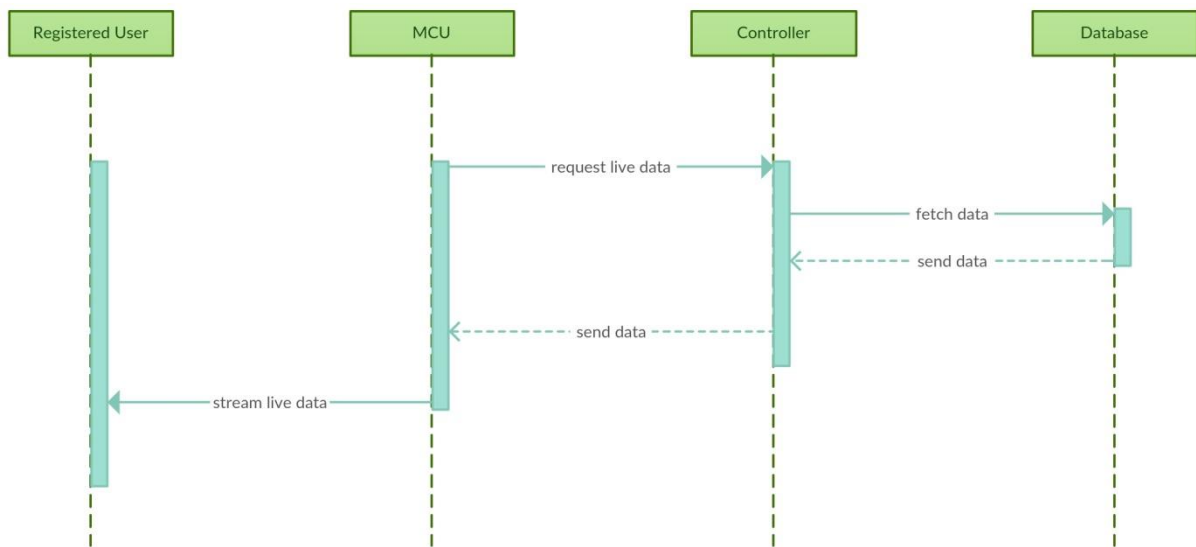 Registered User
MCU
Controller
Database
request live data
fetch data
send data
send data
stream live data